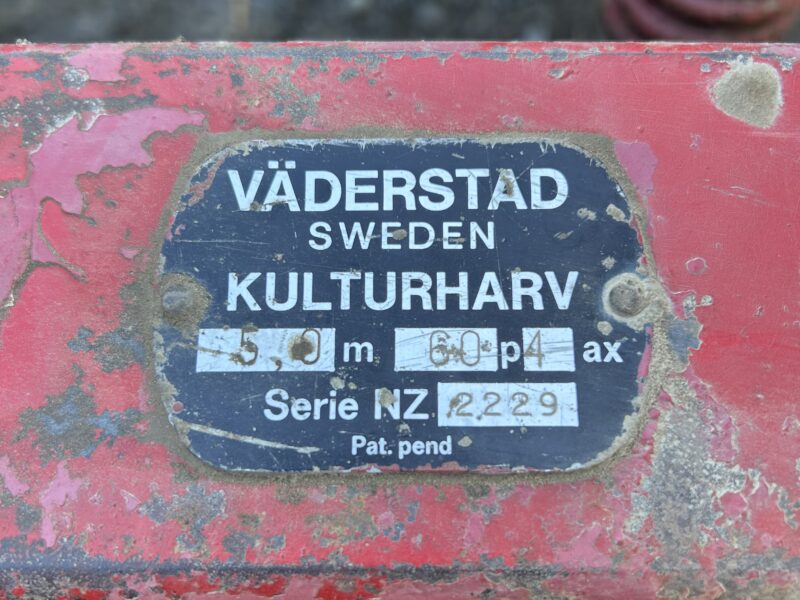 VÄDERSTAD
SWEDEN
KULTURHARV
5,0 m 60 p 4 ax
Serie NZ 2229
Pat. pend